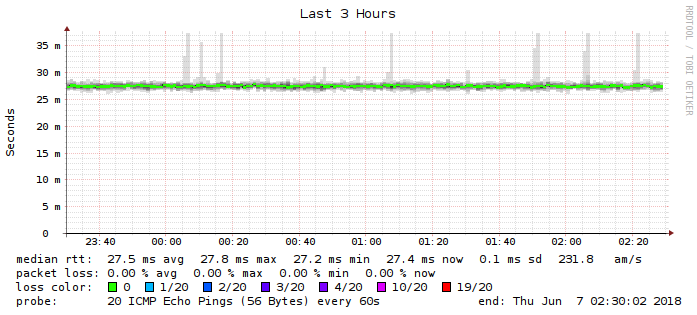 Last 3 Hours
RRDTOOL / TOBI OETIKER
Seconds
35 m
30 m
25 m
20 m
15 m
10 m
5 m
0
23:40 00:00 00:20 00:40 01:00 01:20 01:40 02:00 02:20
median rtt: 27.5 ms avg 27.8 ms max 27.2 ms min 27.4 ms now 0.1 ms sd 231.8 am/s
packet loss: 0.00 % avg 0.00 % max 0.00 % min 0.00 % now
loss color: 0 1/20 2/20 3/20 4/20 10/20 19/20
probe: 20 ICMP Echo Pings (56 Bytes) every 60s end: Thu Jun 7 02:30:02 2018